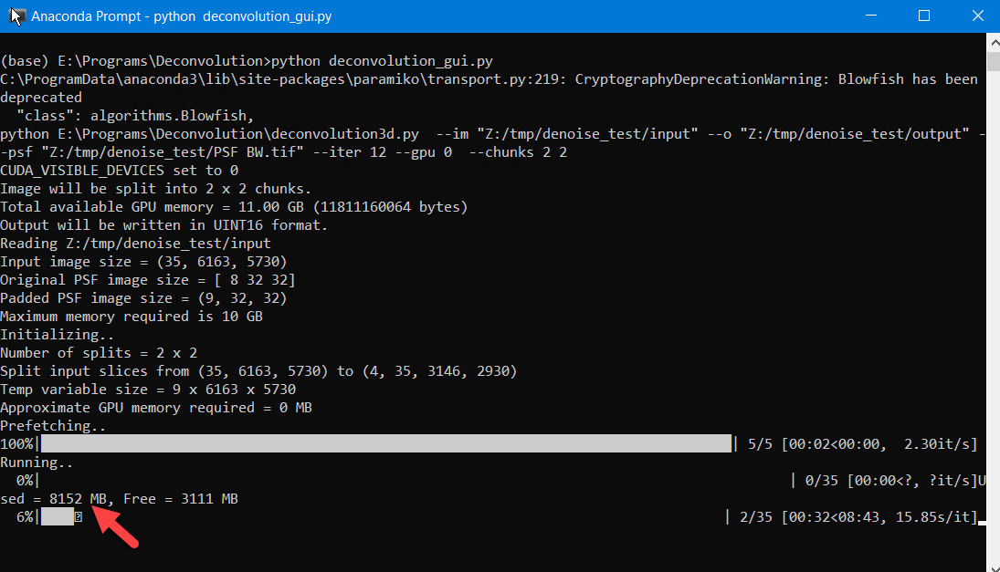 Anaconda Prompt - python  deconvolution_gui.py
(base) E:\Programs\Deconvolution>python deconvolution_gui.py
C:\ProgramData\anaconda3\lib\site-packages\paramiko\transport.py:219: CryptographyDeprecationWarning: Blowfish has been
deprecated
  "class": algorithms.Blowfish,
python E:\Programs\Deconvolution\deconvolution3d.py  --im "Z:/tmp/denoise_test/input" --o "Z:/tmp/denoise_test/output" -
-psf "Z:/tmp/denoise_test/PSF BW.tif" --iter 12 --gpu 0  --chunks 2 2
CUDA_VISIBLE_DEVICES set to 0
Image will be split into 2 x 2 chunks.
Total available GPU memory = 11.00 GB (11811160064 bytes)
Output will be written in UINT16 format.
Reading Z:/tmp/denoise_test/input
Input image size = (35, 6163, 5730)
Original PSF image size = [ 8 32 32]
Padded PSF image size = (9, 32, 32)
Maximum memory required is 10 GB
Initializing..
Number of splits = 2 x 2
Split input slices from (35, 6163, 5730) to (4, 35, 3146, 2930)
Temp variable size = 9 x 6163 x 5730
Approximate GPU memory required = 0 MB
Prefetching..
100%| | 5/5 [00:02<00:00,  2.30it/s]
Running..
  0%| | 0/35 [00:00<?, ?it/s]U
sed = 8152 MB, Free = 3111 MB
  6%| | 2/35 [00:32<08:43, 15.85s/it]